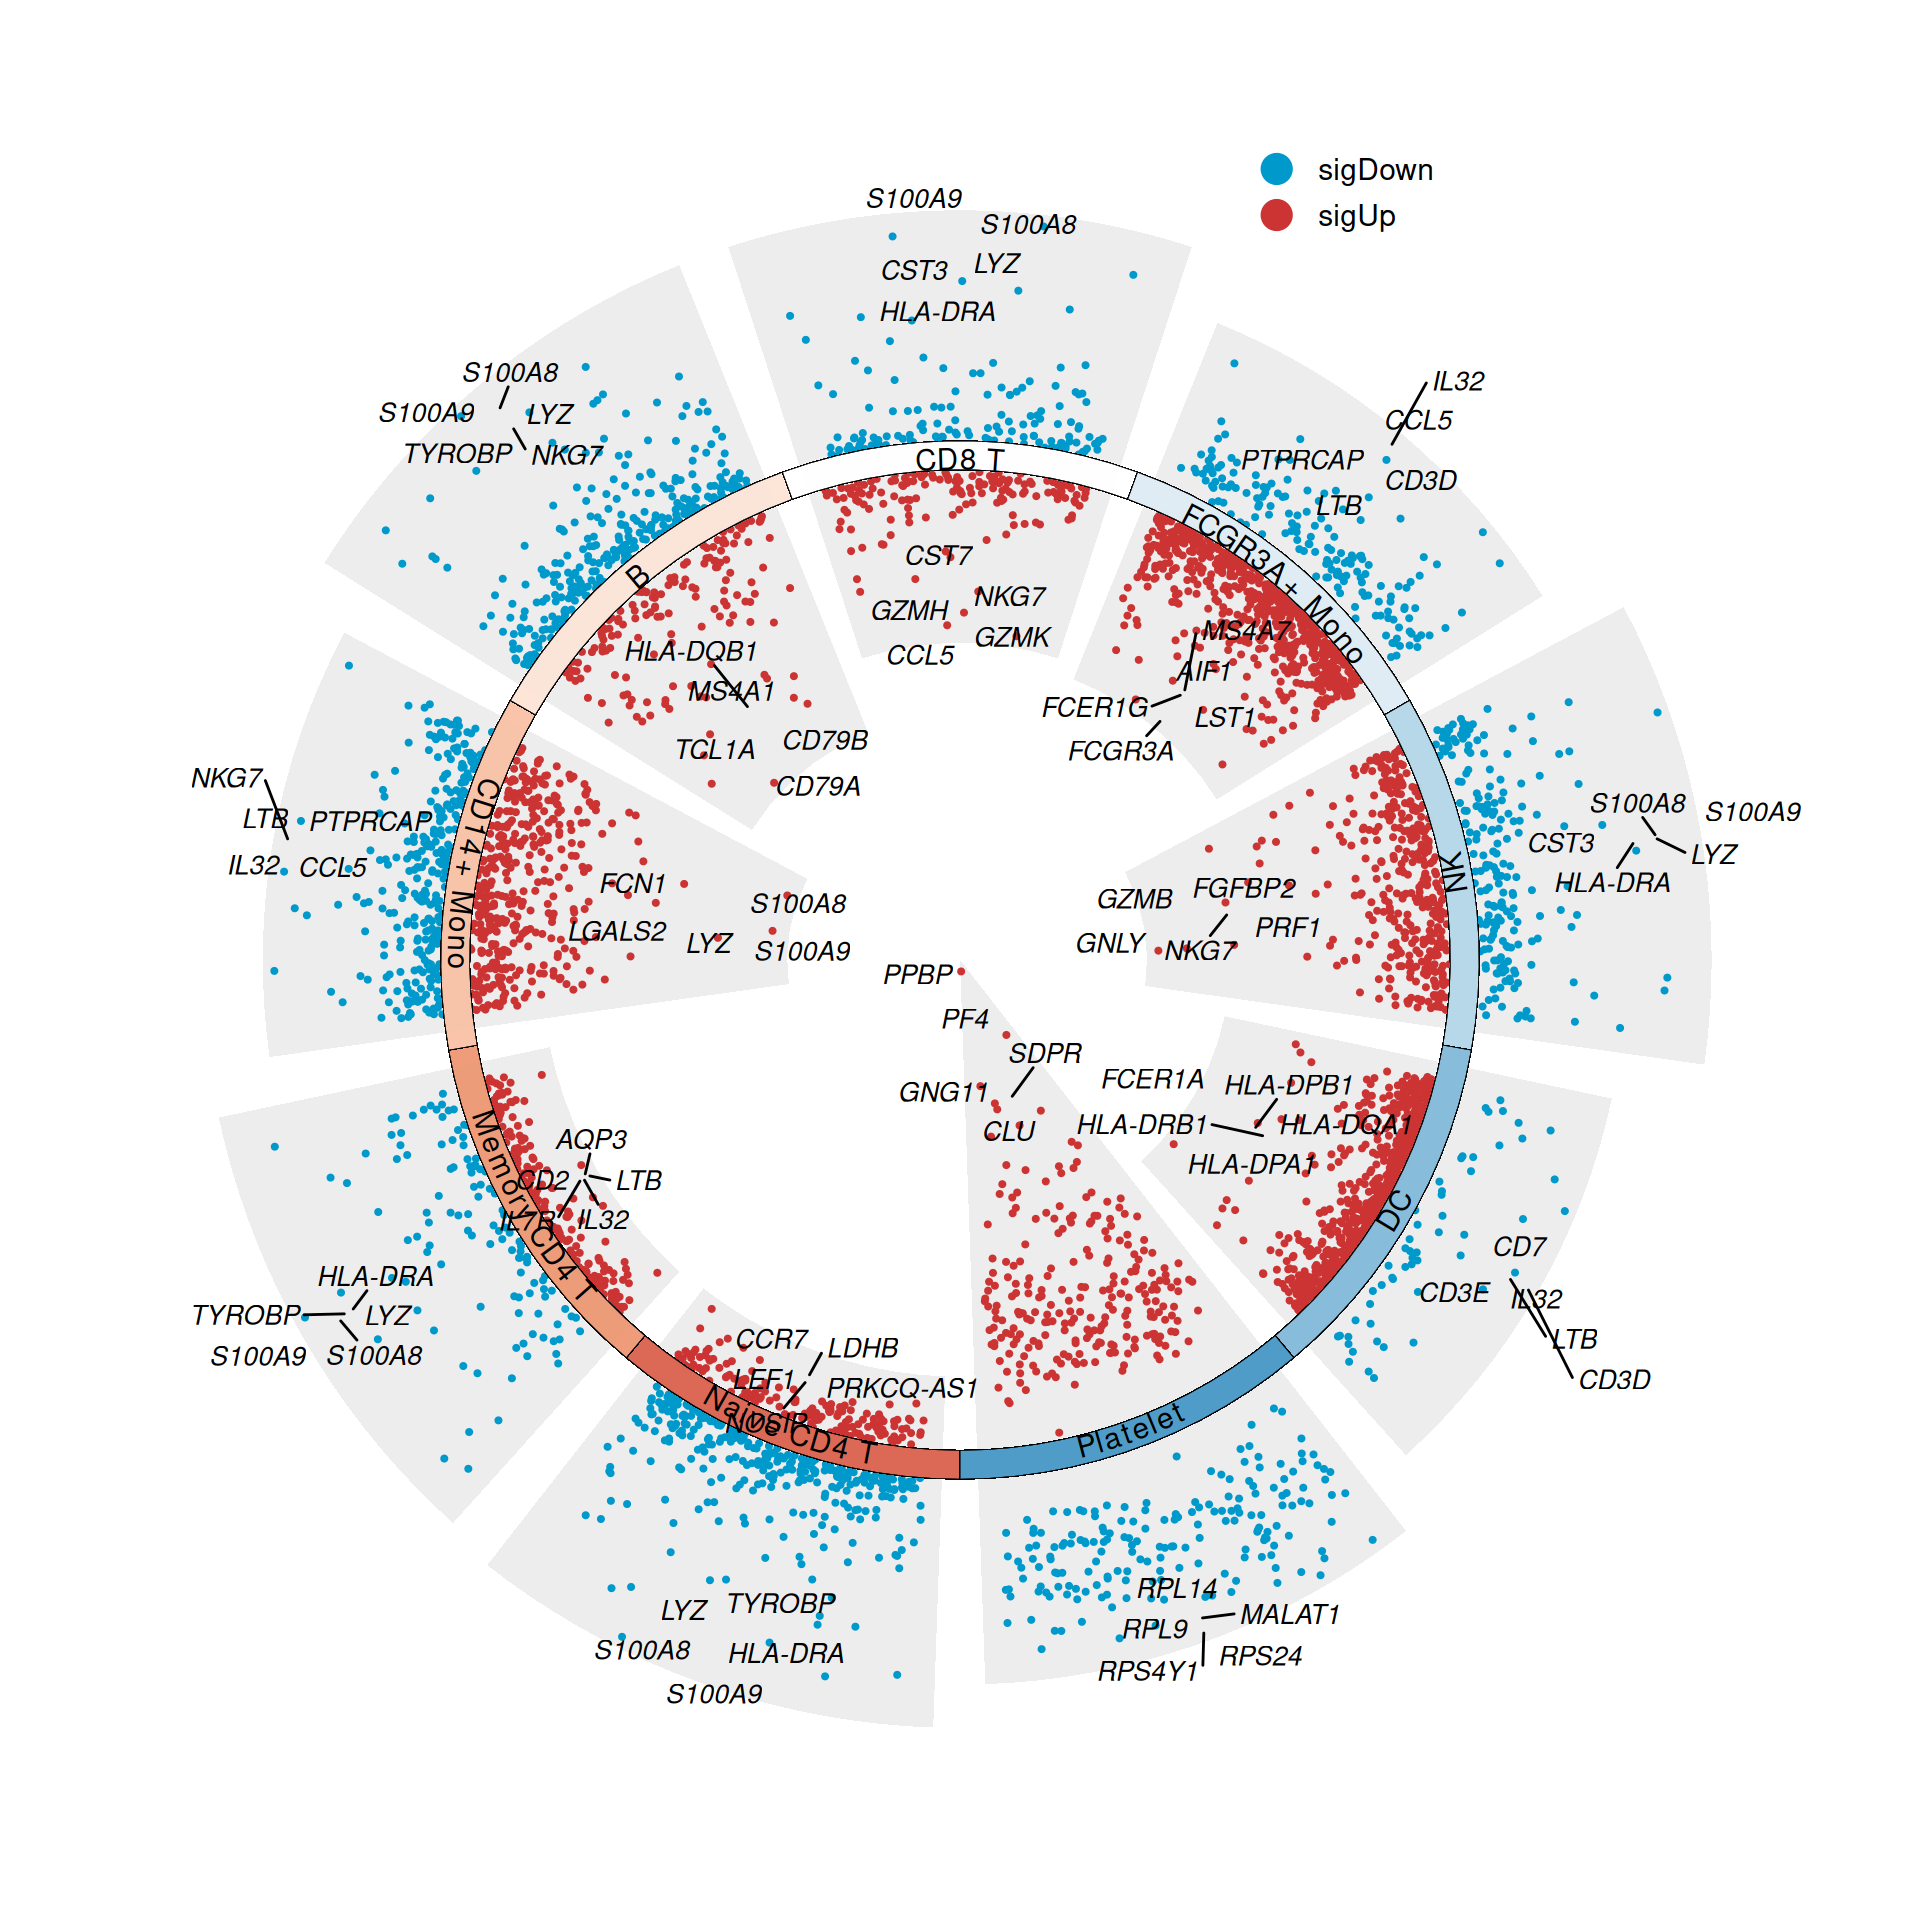 sigDown
sigUp
S100A9
S100A8
CST3
LYZ
HLA-DRA
CD8 T
CST7
NKG7
GZMH
GZMK
CCL5
IL32
CCL5
PTPRCAP
CD3D
LTB
FCGR3A+ Mono
MS4A7
AIF1
FCER1G
LST1
FCGR3A
S100A8
S100A9
CST3
LYZ
HLA-DRA
NK
GZMB
FGFBP2
PRF1
GNLY
NKG7
FCER1A
HLA-DPB1
HLA-DRB1
HLA-DQA1
HLA-DPA1
DC
CD7
CD3E
IL32
LTB
CD3D
PPBP
PF4
SDPR
GNG11
CLU
Platelet
RPL14
MALAT1
RPL9
RPS24
RPS4Y1
CCR7
LDHB
LEF1
PRKCQ-AS1
NOSIP
Naive CD4 T
LYZ
TYROBP
S100A8
HLA-DRA
S100A9
AQP3
CD2
LTB
IL7R
IL32
Memory CD4 T
HLA-DRA
TYROBP
LYZ
S100A9
S100A8
NKG7
LTB
PTPRCAP
IL32
CCL5
CD14+ Mono
FCN1
S100A8
LGALS2
LYZ
S100A9
S100A8
S100A9
LYZ
TYROBP
NKG7
B
HLA-DQB1
MS4A1
TCL1A
CD79B
CD79A